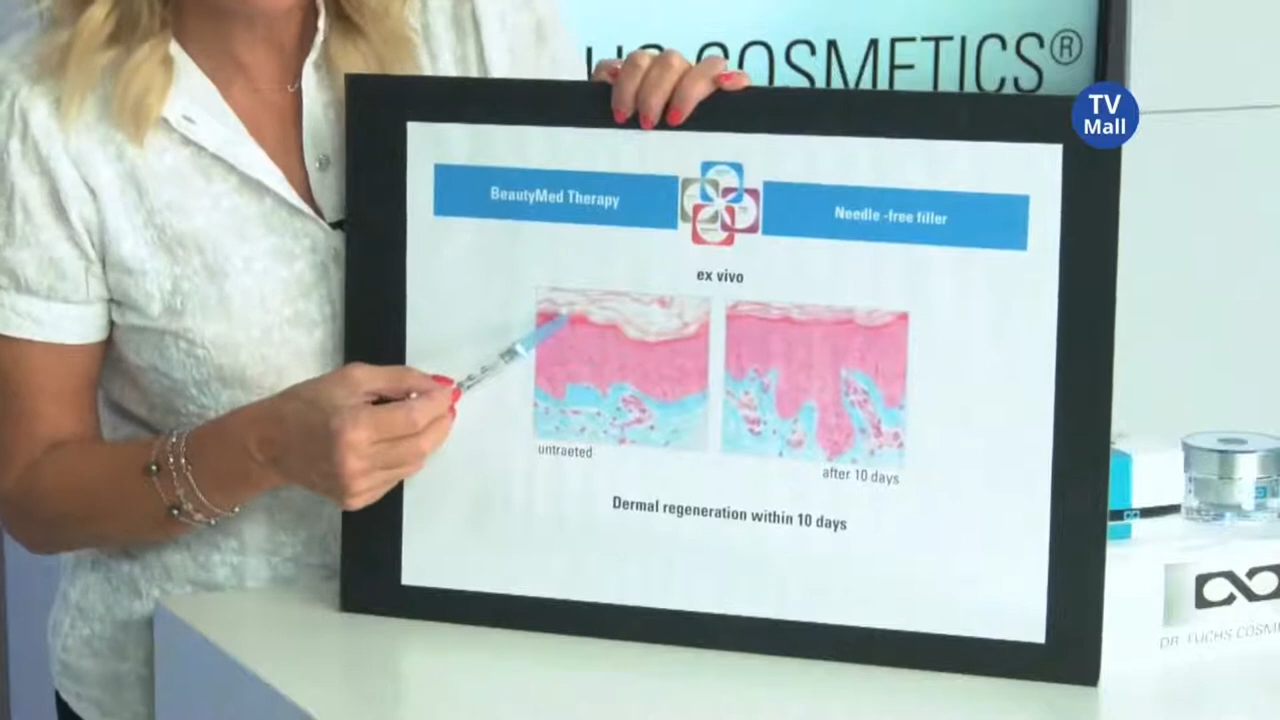 COSMETICS®
TV
Mall
BeautyMed Therapy
Needle -free filler
ex vivo
untraeted
after 10 days
Dermal regeneration within 10 days
DR. FUCHS COSM